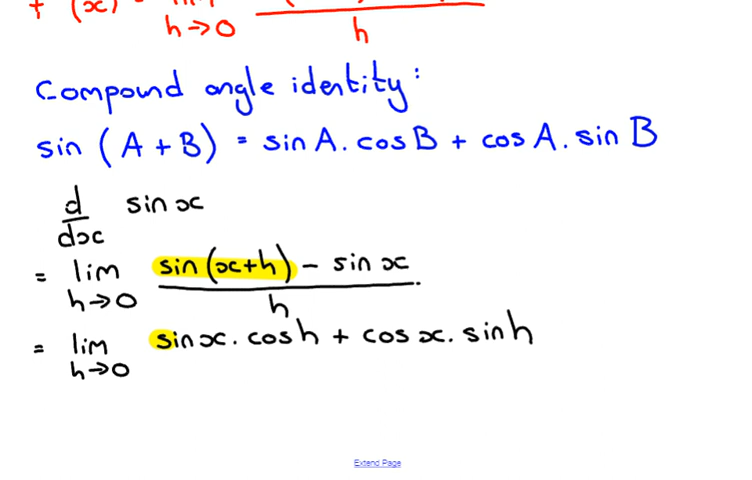 f'(x) = lim
h→0 h
Compound angle identity:
sin (A + B) = sin A . cos B + cos A . sin B
d sin x
dx
= lim sin (x+h) - sin x
h→0 h
= lim sin x . cos h + cos x . sin h
h→0
Extend Page